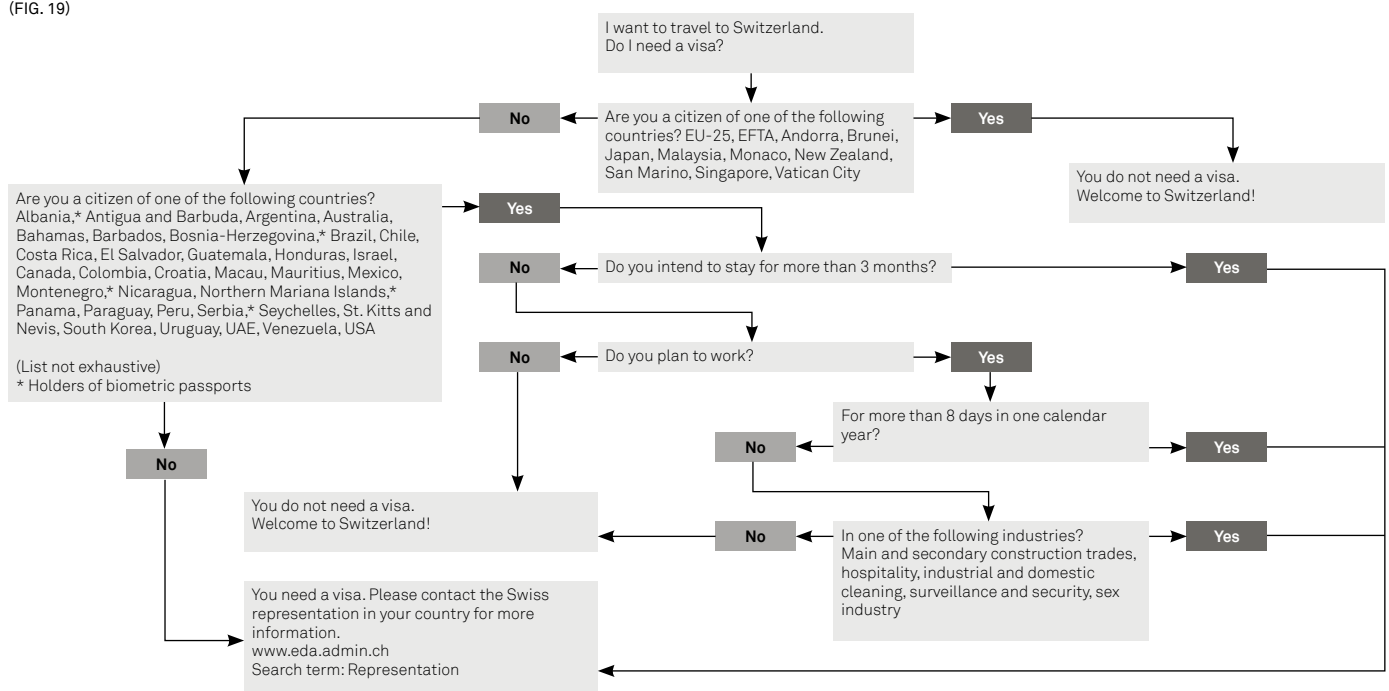 (FIG. 19)
I want to travel to Switzerland.
Do I need a visa?
No
Are you a citizen of one of the following
countries? EU-25, EFTA, Andorra, Brunei,
Japan, Malaysia, Monaco, New Zealand,
San Marino, Singapore, Vatican City
Yes
You do not need a visa.
Welcome to Switzerland!
Are you a citizen of one of the following countries?
Albania,* Antigua and Barbuda, Argentina, Australia,
Bahamas, Barbados, Bosnia-Herzegovina,* Brazil, Chile,
Costa Rica, El Salvador, Guatemala, Honduras, Israel,
Canada, Colombia, Croatia, Macau, Mauritius, Mexico,
Montenegro,* Nicaragua, Northern Mariana Islands,*
Panama, Paraguay, Peru, Serbia,* Seychelles, St. Kitts and
Nevis, South Korea, Uruguay, UAE, Venezuela, USA
(List not exhaustive)
* Holders of biometric passports
Yes
No
Do you intend to stay for more than 3 months?
Yes
No
Do you plan to work?
Yes
For more than 8 days in one calendar
year?
No
Yes
No
You do not need a visa.
Welcome to Switzerland!
No
In one of the following industries?
Main and secondary construction trades,
hospitality, industrial and domestic
cleaning, surveillance and security, sex
industry
Yes
You need a visa. Please contact the Swiss
representation in your country for more
information.
www.eda.admin.ch
Search term: Representation